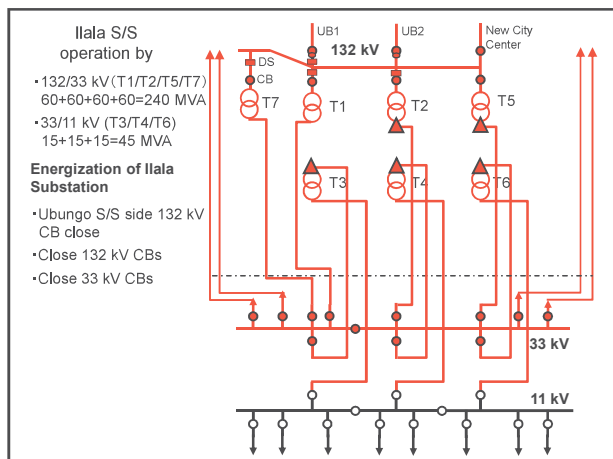 Ilala S/S
operation by
・132/33 kV(T1/T2/T5/T7)
60+60+60+60=240 MVA
・33/11 kV (T3/T4/T6)
15+15+15=45 MVA
Energization of Ilala
Substation
・Ubungo S/S side 132 kV
CB close
・Close 132 kV CBs
・Close 33 kV CBs
UB1
UB2
New City
Center
132 kV
DS
CB
T7
T1
T2
T5
T3
T4
T6
33 kV
11 kV